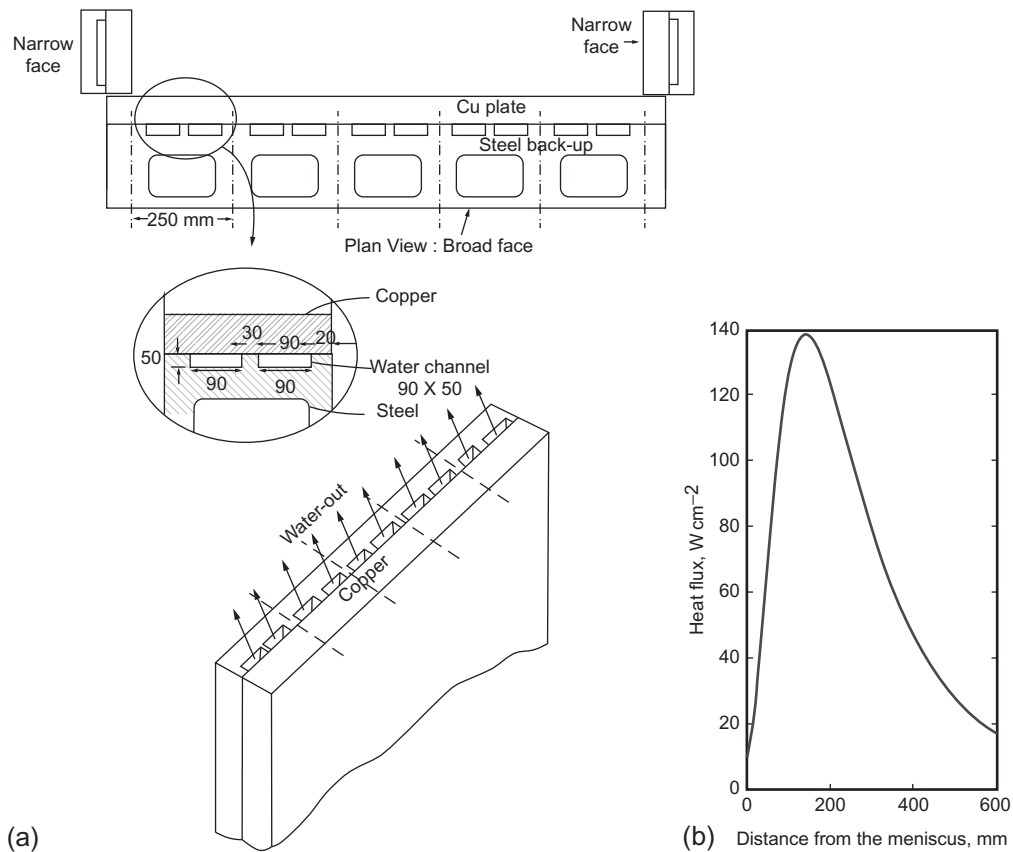 Narrow
face
Narrow
face
Cu plate
Steel back-up
250 mm
Plan View : Broad face
Copper
30
90
20
50
Water channel
90 X 50
90
90
Steel
Water-out
Copper
(a)
140
120
100
80
60
40
20
0
Heat flux, W cm−2
0
200
400
600
(b)
Distance from the meniscus, mm